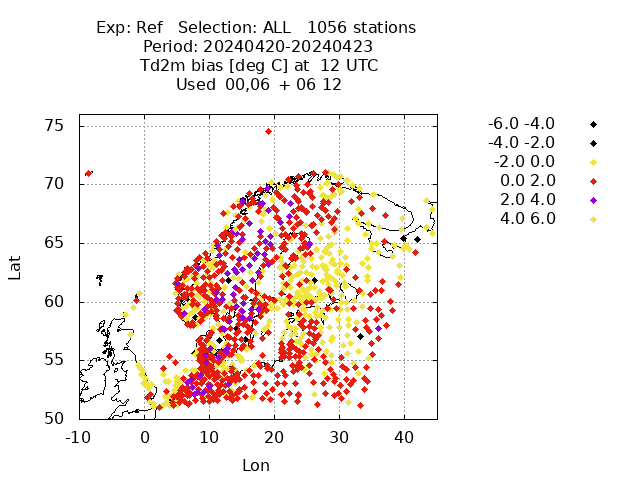 Exp: Ref   Selection: ALL   1056 stations
Period: 20240420-20240423
Td2m bias [deg C] at  12 UTC
Used  00,06  + 06 12
-6.0 -4.0
-4.0 -2.0
-2.0 0.0
0.0 2.0
2.0 4.0
4.0 6.0
75
70
65
60
55
50
Lat
-10 0 10 20 30 40
Lon